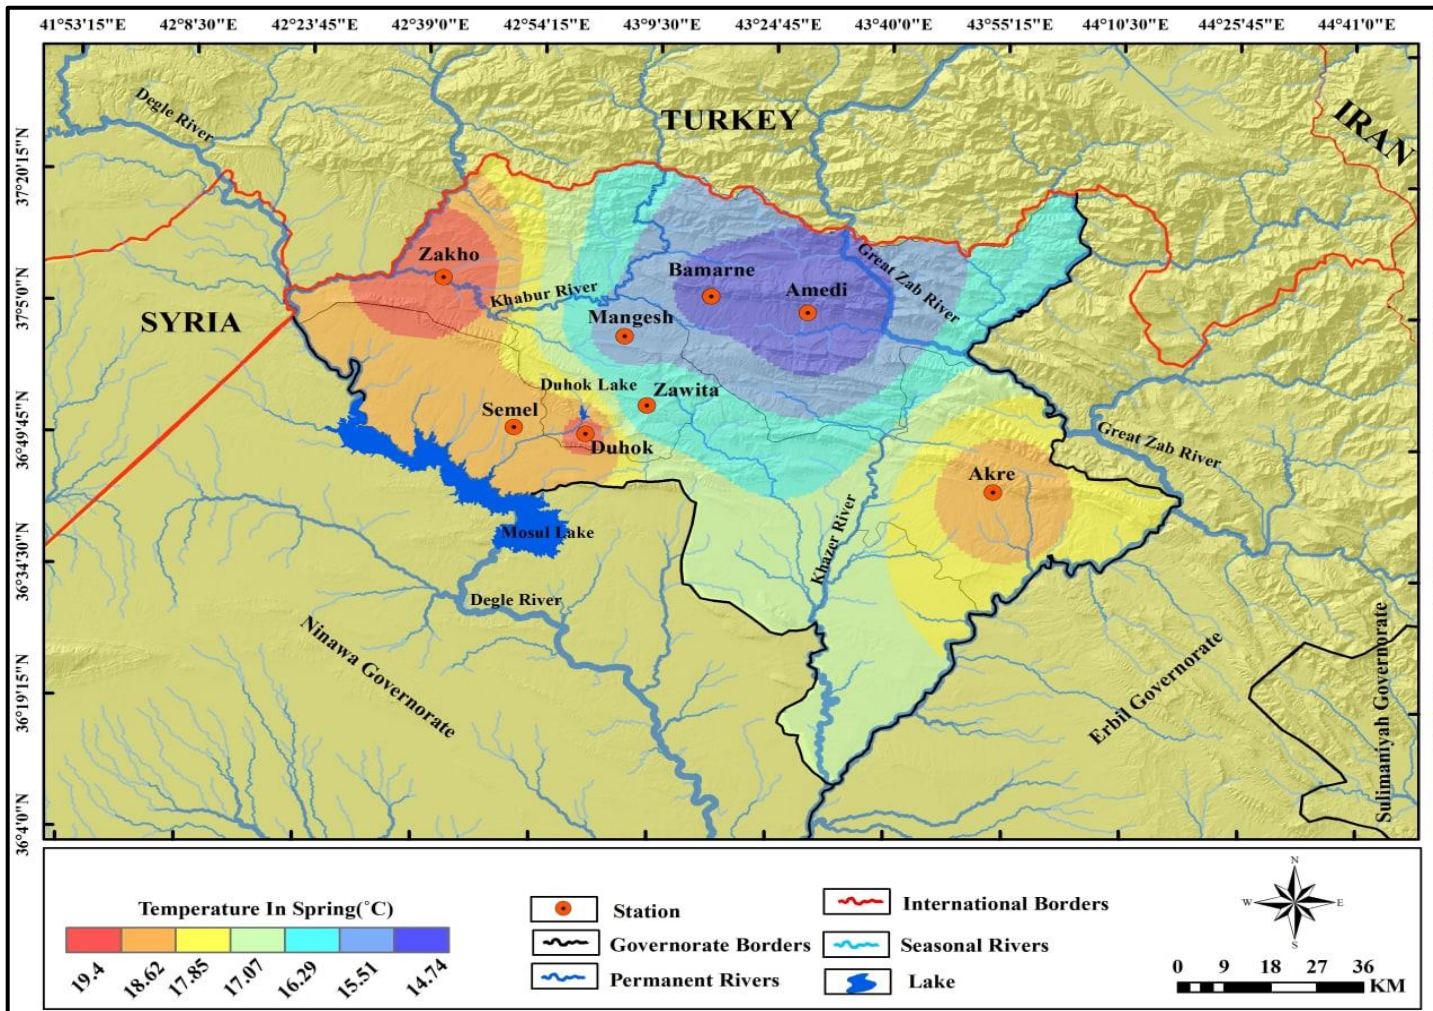 41°53'15"E 42°8'30"E 42°23'45"E 42°39'0"E 42°54'15"E 43°9'30"E 43°24'45"E 43°40'0"E 43°55'15"E 44°10'30"E 44°25'45"E 44°41'0"E
37°20'15"N
37°5'0"N
36°49'45"N
36°34'30"N
36°19'15"N
36°4'0"N
Degle River
TURKEY
IRAN
Zakho
Khabur River
Bamarne
Amedi
Great Zab River
SYRIA
Mangesh
Duhok Lake
Zawita
Semel
Duhok
Great Zab River
Akre
Mosul Lake
Khazer River
Degle River
Ninawa Governorate
Erbil Governorate
Sulimaniyah Governorate
Temperature In Spring(°C)
19.4 18.62 17.85 17.07 16.29 15.51 14.74
Station
Governorate Borders
Permanent Rivers
International Borders
Seasonal Rivers
Lake
N
W E
S
0 9 18 27 36
KM